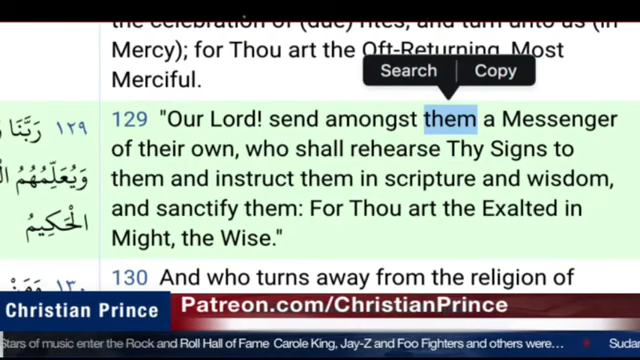 the celebration of (due) rites; and turn unto us (in
Mercy); for Thou art the Oft-Returning, Most
Merciful.
Search
Copy
129 "Our Lord! send amongst them a Messenger
of their own, who shall rehearse Thy Signs to
them and instruct them in scripture and wisdom,
and sanctify them: For Thou art the Exalted in
Might, the Wise."
١٢٩ رَبَّنَا
وَيُعَلِّمُهُمُ
الْحَكِيمُ
130 And who turns away from the religion of
١٣٠ وَمَنْ
Christian Prince
Patreon.com/ChristianPrince
Stars of music enter the Rock and Roll Hall of Fame Carole King, Jay-Z and Foo Fighters and others were...
Sudan